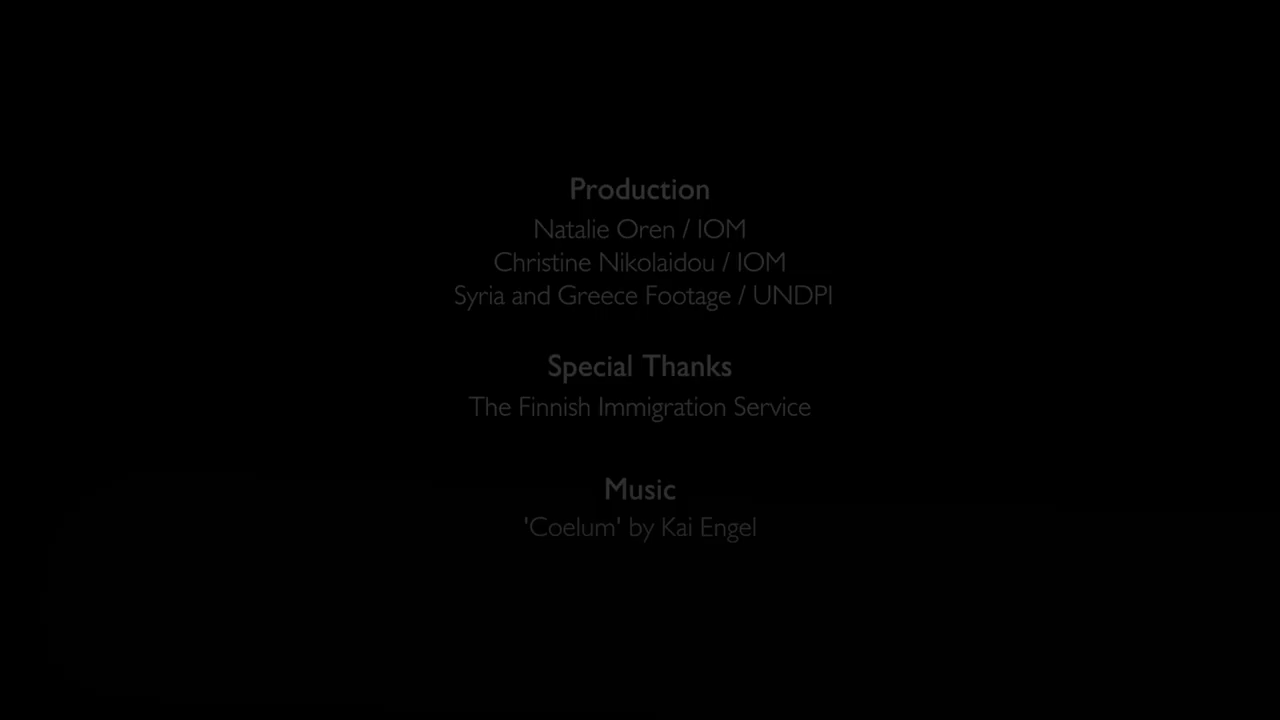 Production
Natalie Oren / IOM
Christine Nikolaidou / IOM
Syria and Greece Footage / UNDPI
Special Thanks
The Finnish Immigration Service
Music
'Coelum' by Kai Engel